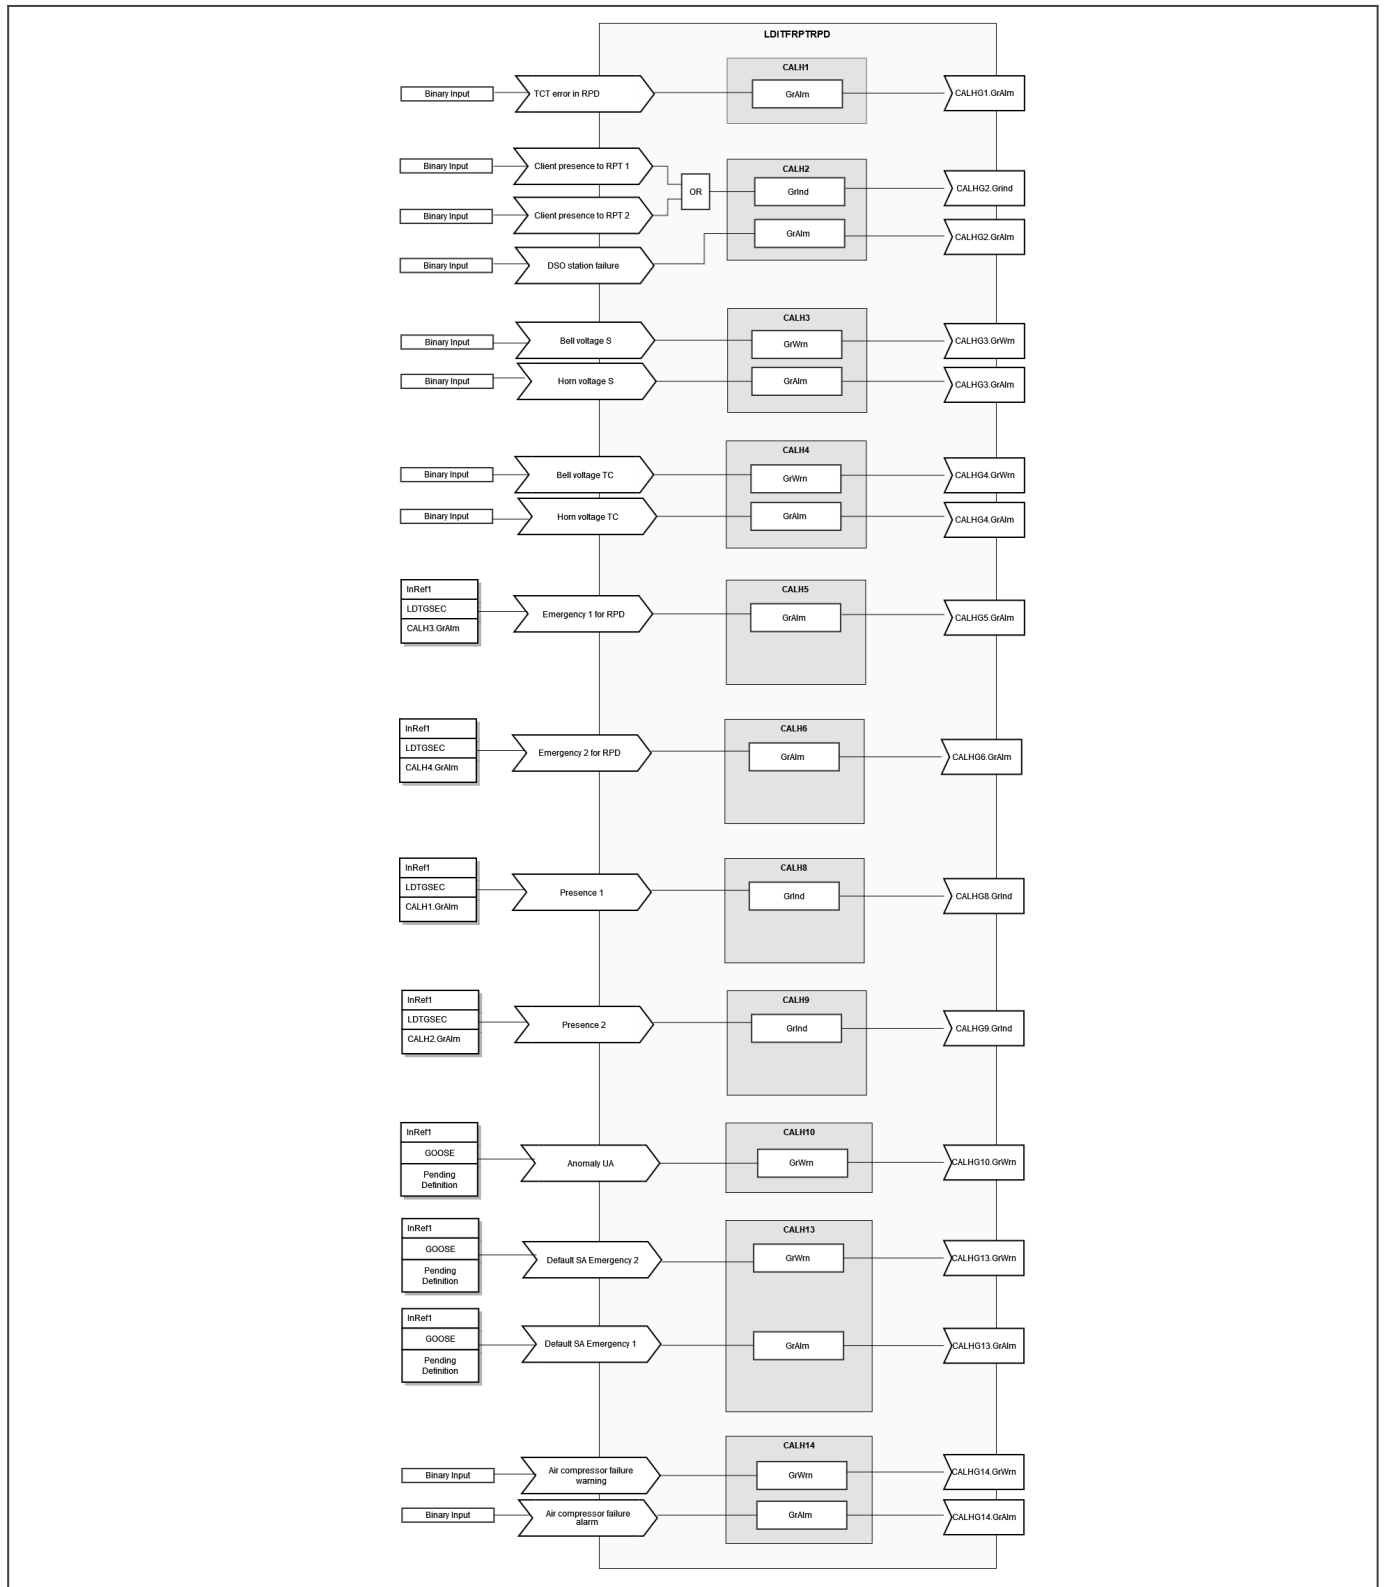 LDITFRPTRPD
CALH1
Binary Input
TCT error in RPD
GrAlm
CALHG1.GrAlm
Binary Input
Client presence to RPT 1
CALH2
OR
GrInd
CALHG2.GrInd
Binary Input
Client presence to RPT 2
GrAlm
CALHG2.GrAlm
Binary Input
DSO station failure
CALH3
Binary Input
Bell voltage S
GrWrn
CALHG3.GrWrn
Binary Input
Horn voltage S
GrAlm
CALHG3.GrAlm
CALH4
Binary Input
Bell voltage TC
GrWrn
CALHG4.GrWrn
Binary Input
Horn voltage TC
GrAlm
CALHG4.GrAlm
InRef1
LDTGSEC
CALH3.GrAlm
Emergency 1 for RPD
CALH5
GrAlm
CALHG5.GrAlm
InRef1
LDTGSEC
CALH4.GrAlm
Emergency 2 for RPD
CALH6
GrAlm
CALHG6.GrAlm
InRef1
LDTGSEC
CALH1.GrAlm
Presence 1
CALH8
GrInd
CALHG8.GrInd
InRef1
LDTGSEC
CALH2.GrAlm
Presence 2
CALH9
GrInd
CALHG9.GrInd
InRef1
GOOSE
Pending
Definition
Anomaly UA
CALH10
GrWrn
CALHG10.GrWrn
InRef1
GOOSE
Pending
Definition
Default SA Emergency 2
CALH13
GrWrn
CALHG13.GrWrn
InRef1
GOOSE
Pending
Definition
Default SA Emergency 1
GrAlm
CALHG13.GrAlm
CALH14
Binary Input
Air compressor failure
warning
GrWrn
CALHG14.GrWrn
Binary Input
Air compressor failure
alarm
GrAlm
CALHG14.GrAlm